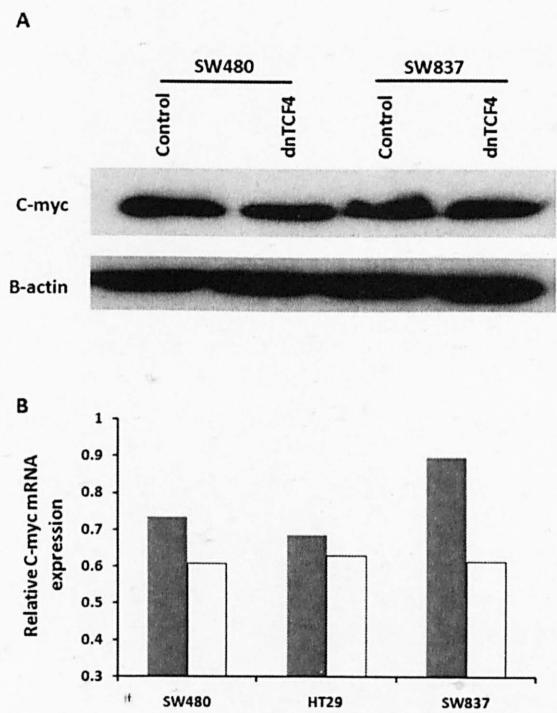 A
SW480 SW837
Control dnTCF4 Control dnTCF4
C-myc
B-actin
B
Relative C-myc mRNA
expression
1
0.9
0.8
0.7
0.6
0.5
0.4
0.3
SW480 HT29 SW837